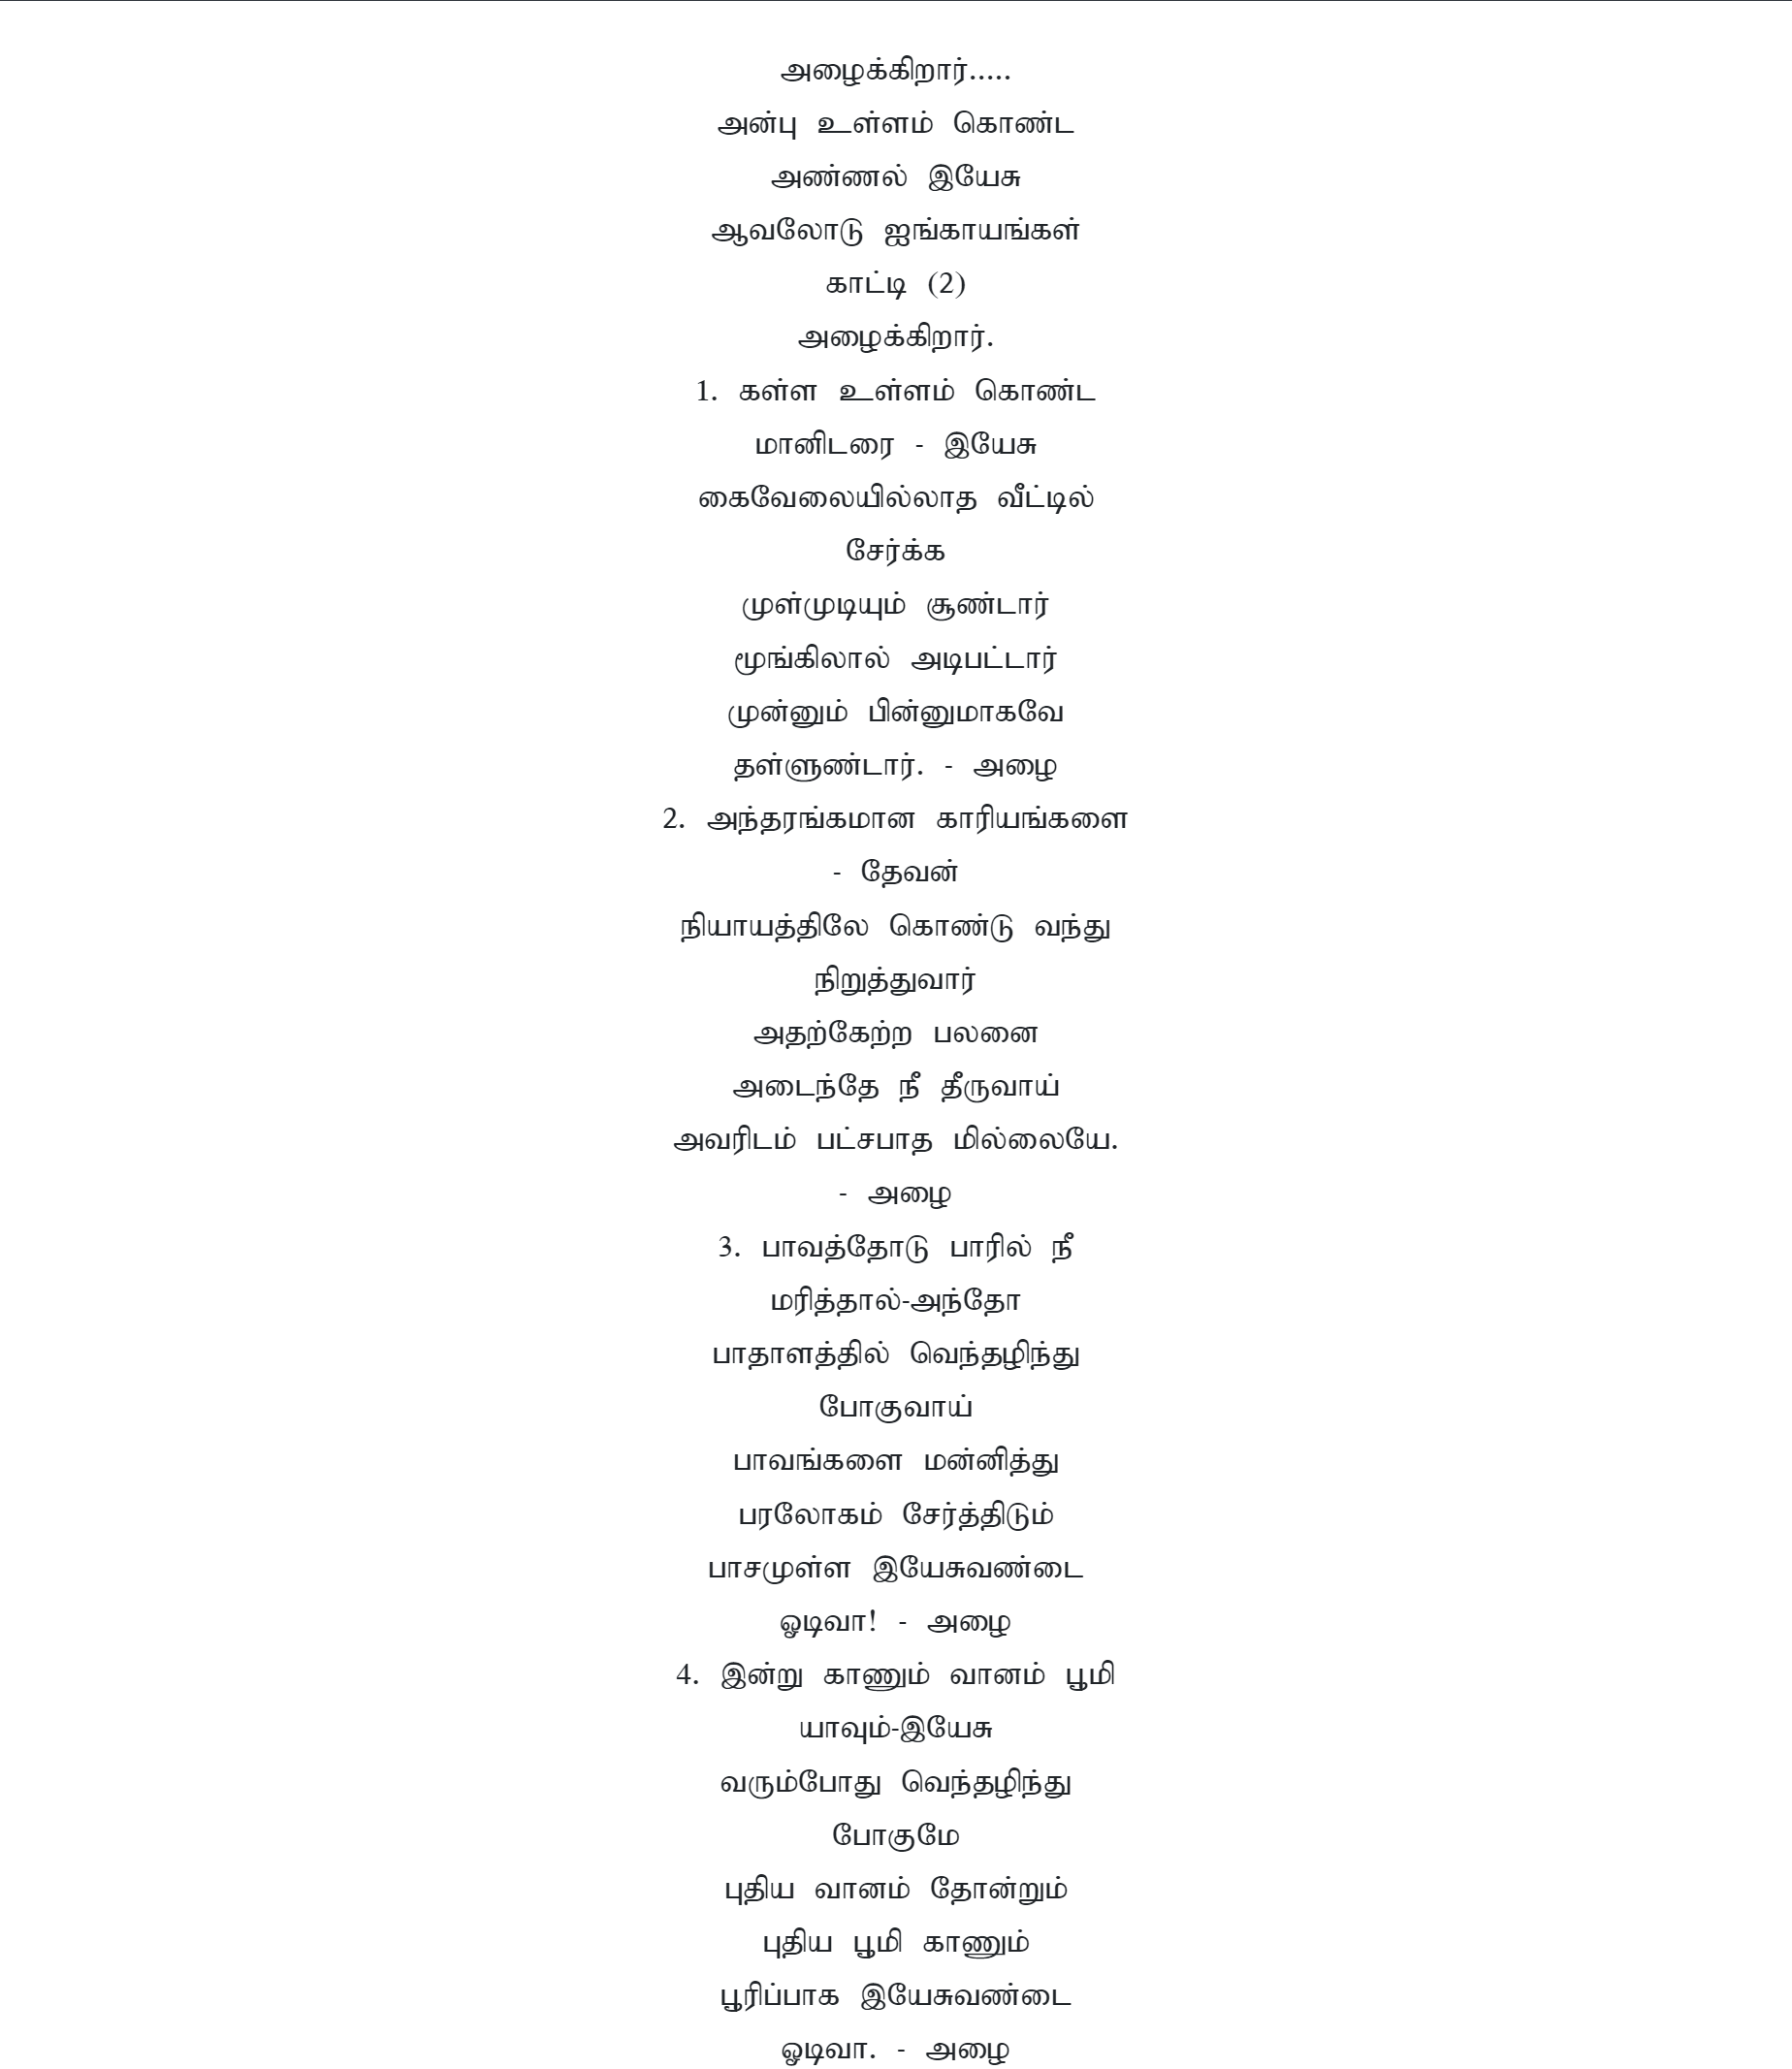 அழைக்கிறார்.....
அன்பு உள்ளம் கொண்ட
அண்ணல் இயேசு
ஆவலோடு ஐங்காயங்கள்
காட்டி (2)
அழைக்கிறார்.
1. கள்ள உள்ளம் கொண்ட
மானிடரை - இயேசு
கைவேலையில்லாத வீட்டில்
சேர்க்க
முள்முடியும் சூண்டார்
மூங்கிலால் அடிபட்டார்
முன்னும் பின்னுமாகவே
தள்ளுண்டார். - அழை
2. அந்தரங்கமான காரியங்களை
- தேவன்
நியாயத்திலே கொண்டு வந்து
நிறுத்துவார்
அதற்கேற்ற பலனை
அடைந்தே நீ தீருவாய்
அவரிடம் பட்சபாத மில்லையே.
- அழை
3. பாவத்தோடு பாரில் நீ
மரித்தால்-அந்தோ
பாதாளத்தில் வெந்தழிந்து
போகுவாய்
பாவங்களை மன்னித்து
பரலோகம் சேர்த்திடும்
பாசமுள்ள இயேசுவண்டை
ஓடிவா! - அழை
4. இன்று காணும் வானம் பூமி
யாவும்-இயேசு
வரும்போது வெந்தழிந்து
போகுமே
புதிய வானம் தோன்றும்
புதிய பூமி காணும்
பூரிப்பாக இயேசுவண்டை
ஓடிவா. - அழை